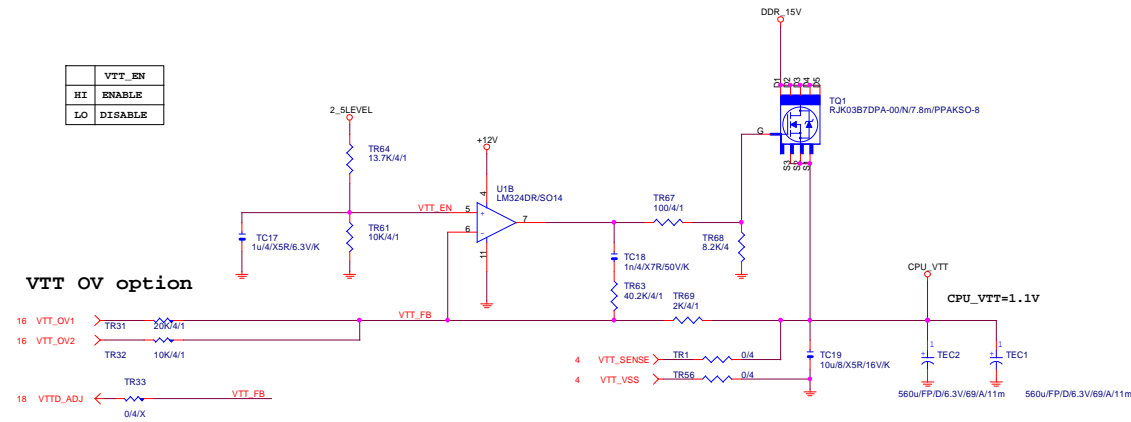 DDR_15V
VTT_EN
HI ENABLE
LO DISABLE
D1 D2 D3 D4 D5
TQ1
RJK03B7DPA-00/N/7.8m/PPAKSO-8
G
S3 S2 S1
2_5LEVEL
+12V
TR64
13.7K/4/1
4
U1B
LM324DR/SO14
VTT_EN 5 + 7
6 −
11
TR67
100/4/1
TC17
1u/4/X5R/6.3V/K
TR61
10K/4/1
TR68
8.2K/4
TC18
1n/4/X7R/50V/K
TR63
40.2K/4/1
CPU_VTT
CPU_VTT=1.1V
VTT OV option
TR69
2K/4/1
16 VTT_OV1 TR31 20K/4/1
VTT_FB
16 VTT_OV2 TR32 10K/4/1
4 VTT_SENSE TR1 0/4
4 VTT_VSS TR56 0/4
TC19
10u/8/X5R/16V/K
1 + TEC2
1 + TEC1
560u/FP/D/6.3V/69/A/11m 560u/FP/D/6.3V/69/A/11m
TR33
18 VTTD_ADJ VTT_FB
0/4/X